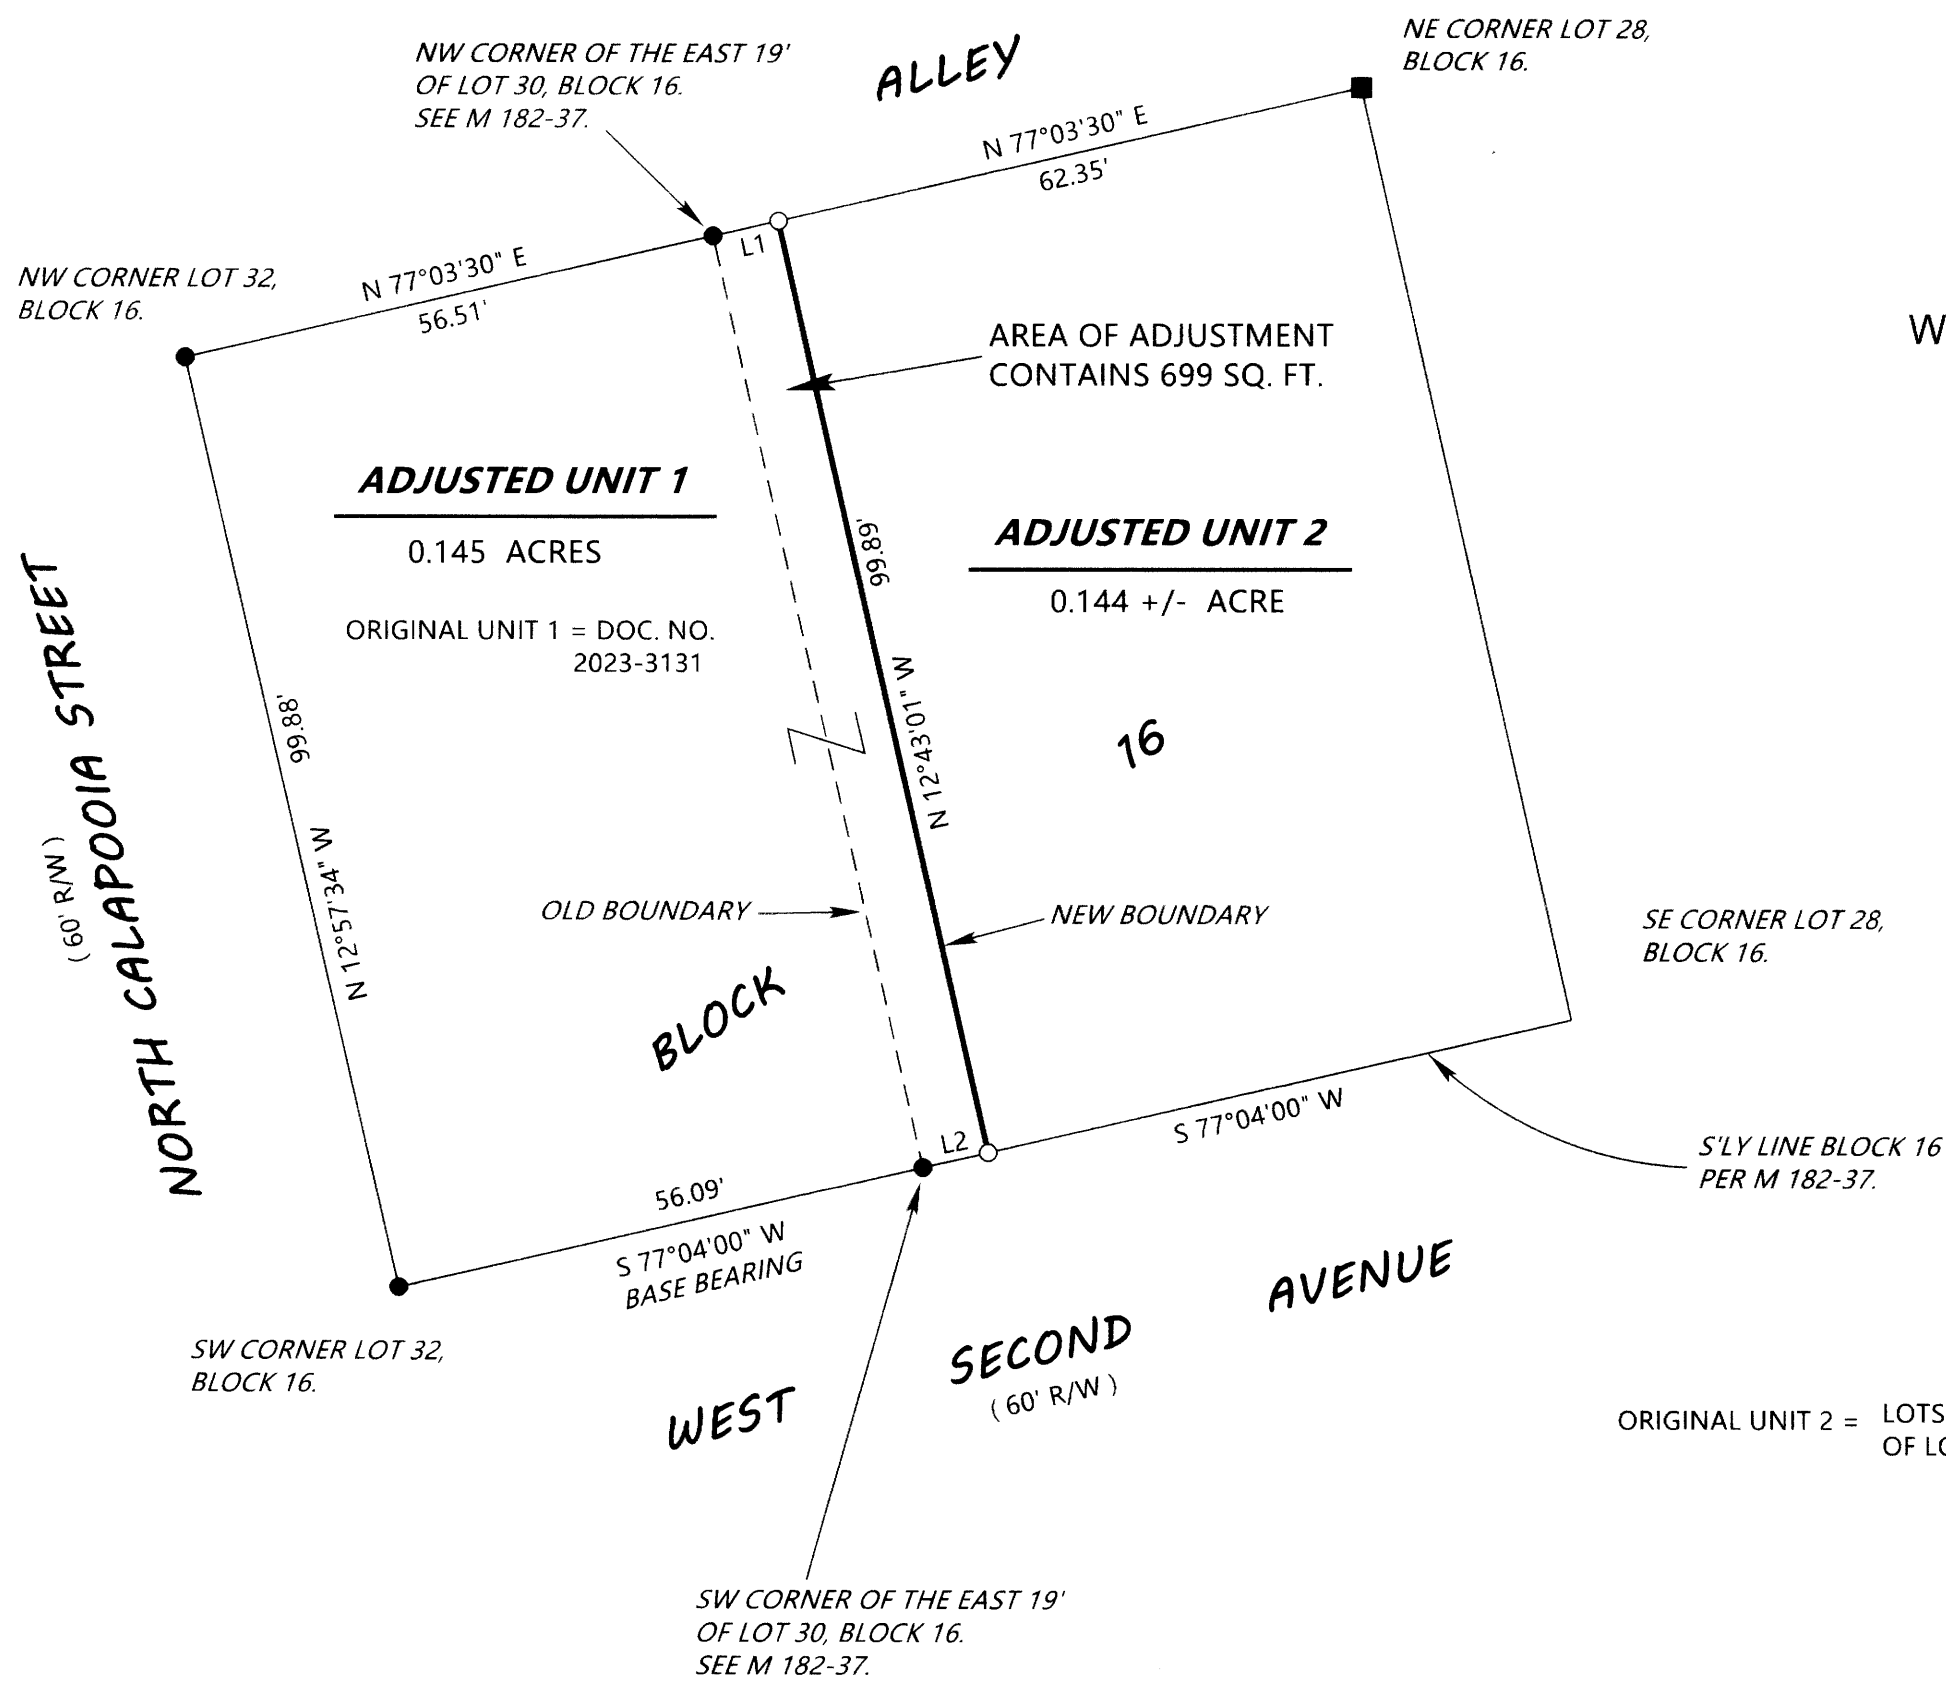 NE CORNER LOT 28,
BLOCK 16.
NW CORNER OF THE EAST 19'
OF LOT 30, BLOCK 16.
SEE M 182-37.
ALLEY
N 77°03'30" E
62.35'
L1
N 77°03'30" E
56.51'
NW CORNER LOT 32,
BLOCK 16.
W
AREA OF ADJUSTMENT
CONTAINS 699 SQ. FT.
ADJUSTED UNIT 1
0.145 ACRES
ORIGINAL UNIT 1 = DOC. NO.
2023-3131
ADJUSTED UNIT 2
0.144 +/- ACRE
99.89'
N 12°43'01" W
16
99.88'
N 12°57'34" W
NORTH CALAPOOIA STREET
( 60' R/W )
OLD BOUNDARY
NEW BOUNDARY
SE CORNER LOT 28,
BLOCK 16.
BLOCK
L2
S 77°04'00" W
S'LY LINE BLOCK 16
PER M 182-37.
56.09'
S 77°04'00" W
BASE BEARING
SW CORNER LOT 32,
BLOCK 16.
WEST SECOND AVENUE
( 60' R/W )
ORIGINAL UNIT 2 = LOTS
OF LO
SW CORNER OF THE EAST 19'
OF LOT 30, BLOCK 16.
SEE M 182-37.